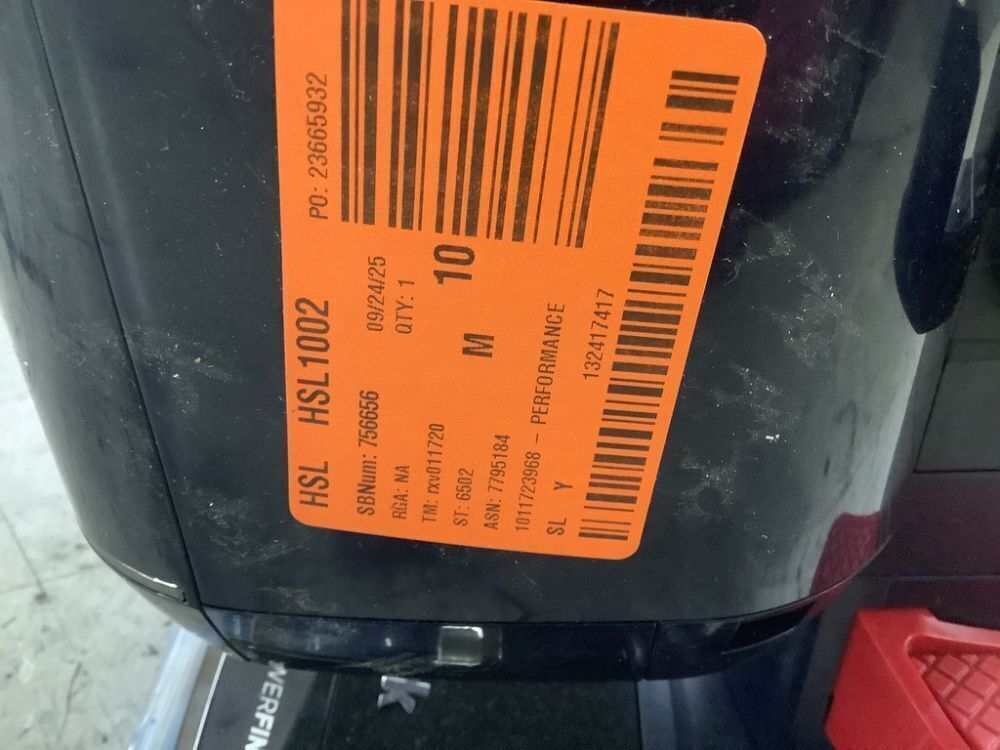 HSL HSL1002
PO: 23665932
SBNum: 756656
09/24/25
RGA: NA
QTY: 1
TM: rxv011720
10
ST: 6502
M
ASN: 7795184
1011723968 - PERFORMANCE
SL Y
132417417
WERFIN
k